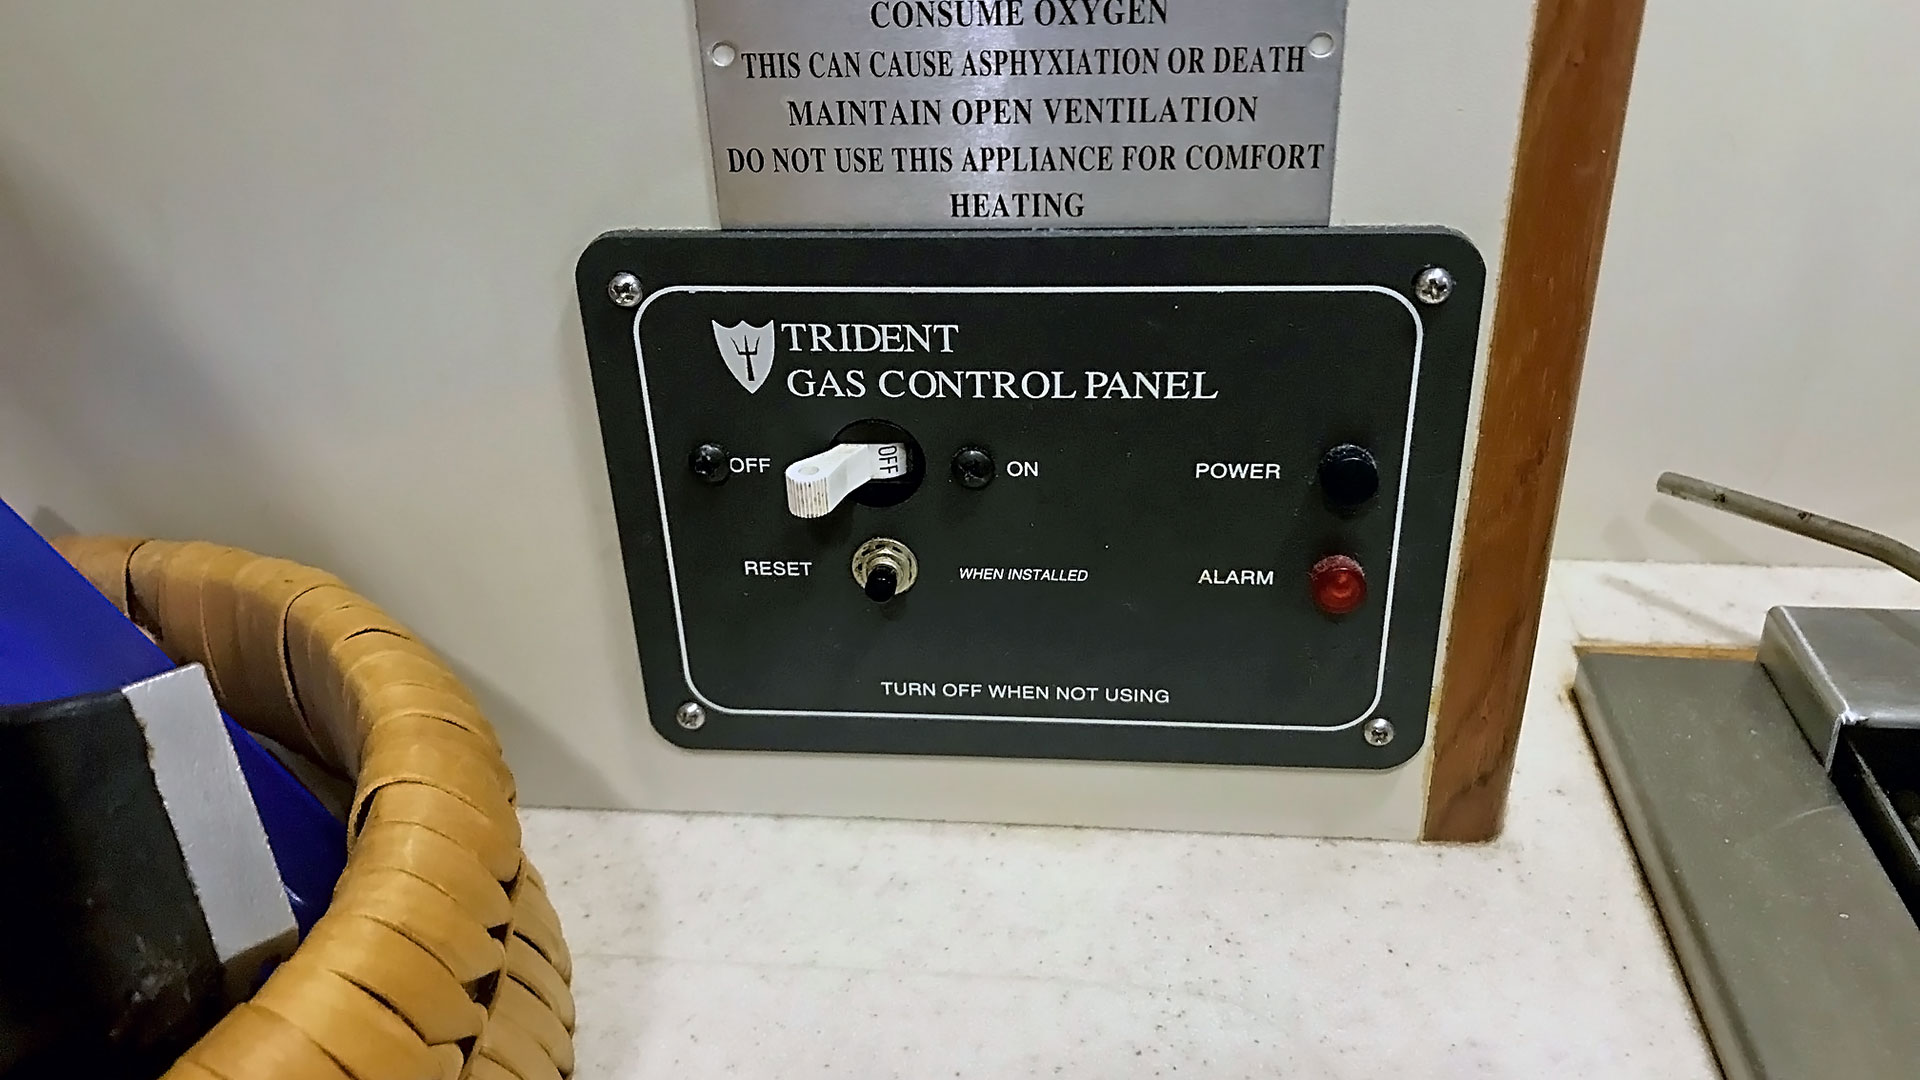 CONSUME OXYGEN
THIS CAN CAUSE ASPHYXIATION OR DEATH
MAINTAIN OPEN VENTILATION
DO NOT USE THIS APPLIANCE FOR COMFORT
HEATING
TRIDENT
GAS CONTROL PANEL
OFF OFF ON POWER
RESET WHEN INSTALLED ALARM
TURN OFF WHEN NOT USING